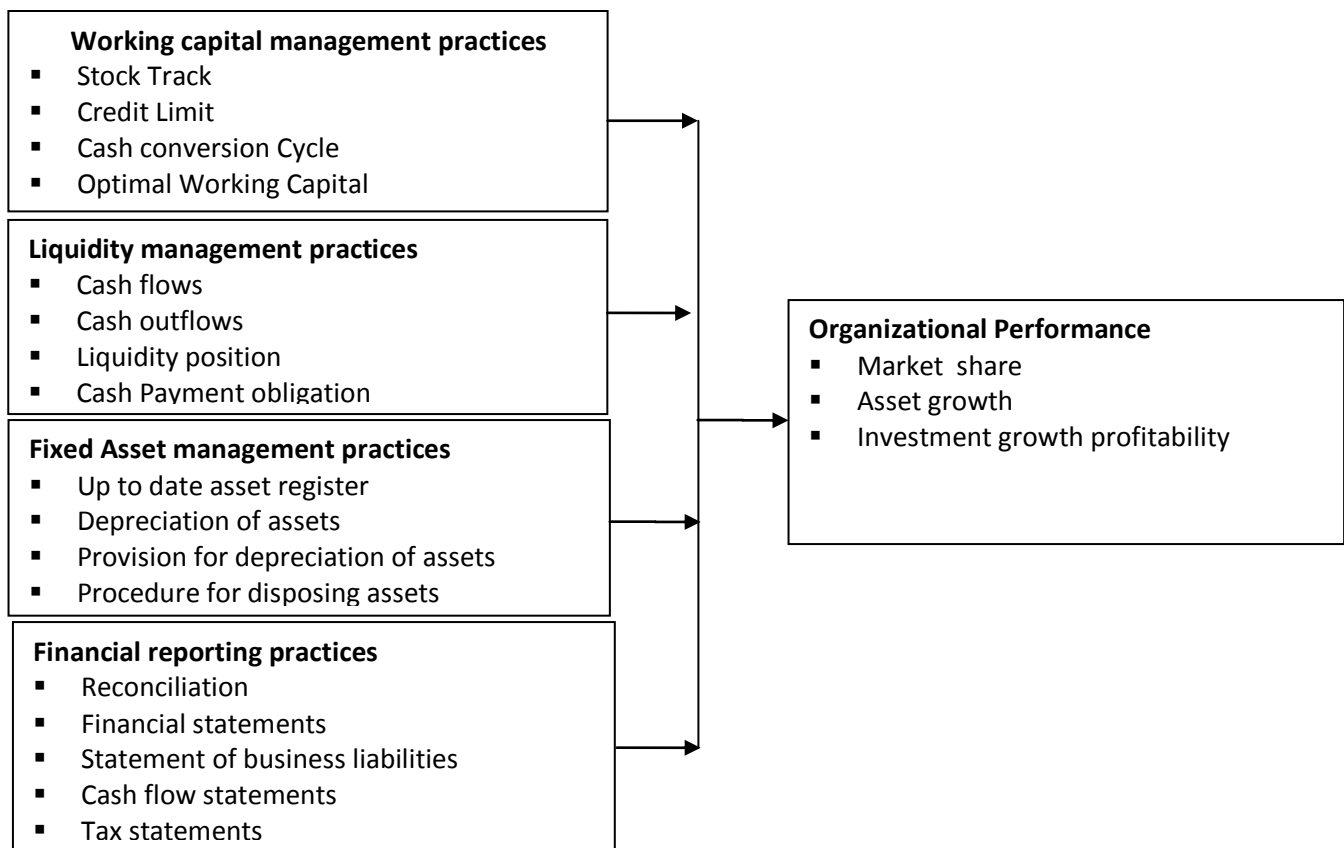 Working capital management practices
▪ Stock Track
▪ Credit Limit
▪ Cash conversion Cycle
▪ Optimal Working Capital
Liquidity management practices
▪ Cash flows
▪ Cash outflows
▪ Liquidity position
▪ Cash Payment obligation
Fixed Asset management practices
▪ Up to date asset register
▪ Depreciation of assets
▪ Provision for depreciation of assets
▪ Procedure for disposing assets
Financial reporting practices
▪ Reconciliation
▪ Financial statements
▪ Statement of business liabilities
▪ Cash flow statements
▪ Tax statements
Organizational Performance
▪ Market share
▪ Asset growth
▪ Investment growth profitability